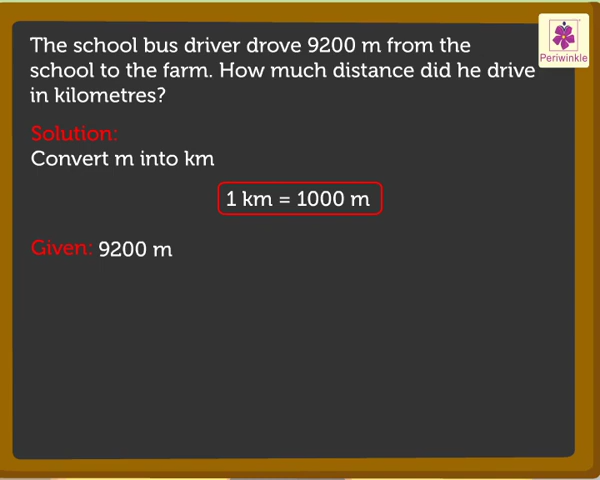 The school bus driver drove 9200 m from the
school to the farm. How much distance did he drive
in kilometres?
Periwinkle
Solution:
Convert m into km
1 km = 1000 m
Given: 9200 m